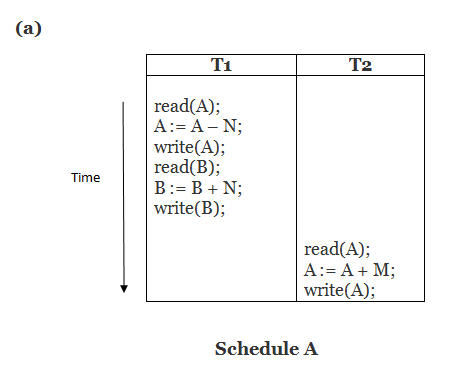 (a)
T1 T2
read(A);
A:= A – N;
write(A);
read(B);
B:= B + N;
write(B);
Time
read(A);
A:= A + M;
write(A);
Schedule A